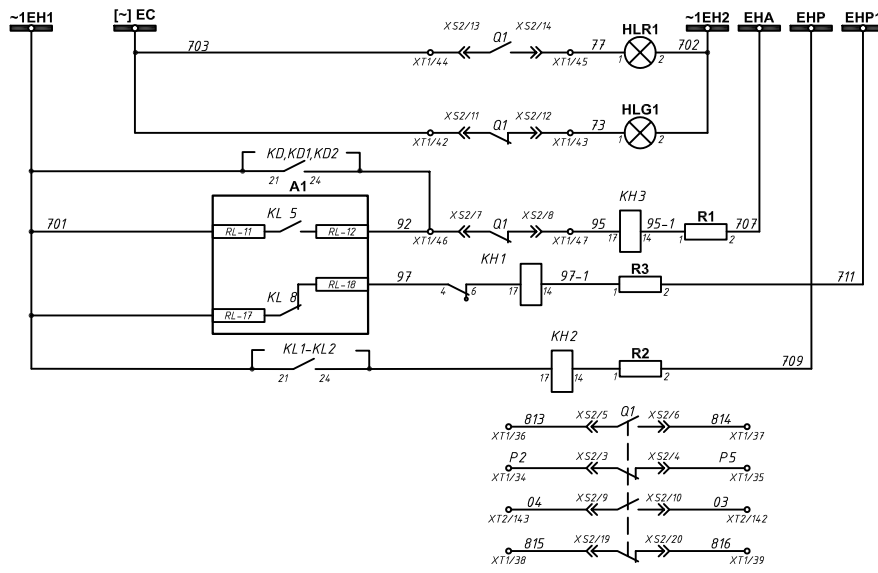 ~1EH1 [~] EC ~1EH2 EHA EHP EHP1
XS2/13 XS2/14 HLR1
703 Q1 77 702
XT1/44 XT1/45 1 2
XS2/11 XS2/12 HLG1
Q1 73
XT1/42 XT1/43 1 2
KD,KD1,KD2
21 24
A1
KL 5 KH3
701 RL-11 RL-12 92 XS2/7 Q1 XS2/8 95 95-1 R1 707
XT1/46 XT1/47 17 14 1 2
KH1
KL 8 RL-18 97 97-1 R3 711
4 6 17 14 1 2
RL-17
KL1-KL2 KH2
R2 709
21 24 17 14 1 2
813 XS2/5 Q1 XS2/6 814
XT1/36 XT1/37
P2 XS2/3 XS2/4 P5
XT1/34 XT1/35
04 XS2/9 XS2/10 03
XT2/143 XT2/142
815 XS2/19 XS2/20 816
XT1/38 XT1/39